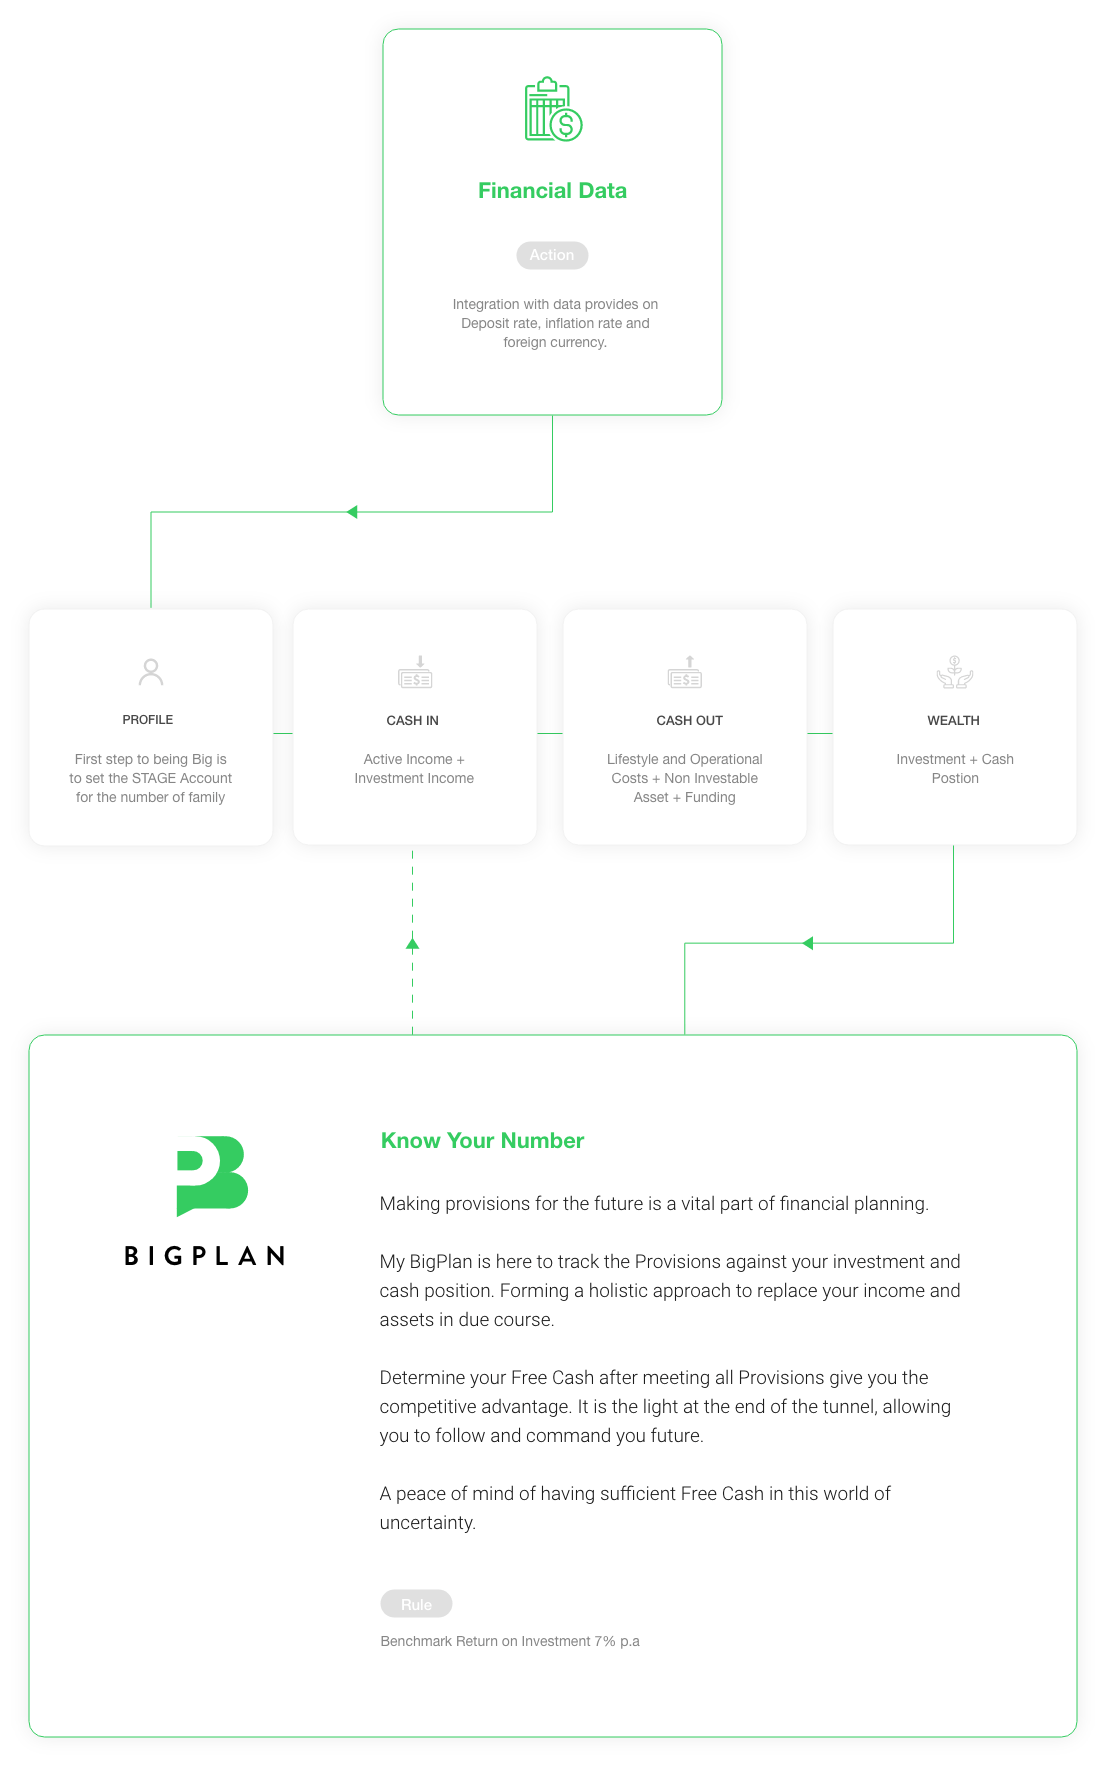 Financial Data
Action
Integration with data provides on
Deposit rate, inflation rate and
foreign currency.
PROFILE
First step to being Big is
to set the STAGE Account
for the number of family
CASH IN
Active Income +
Investment Income
CASH OUT
Lifestyle and Operational
Costs + Non Investable
Asset + Funding
WEALTH
Investment + Cash
Postion
BIGPLAN
Know Your Number
Making provisions for the future is a vital part of financial planning.
My BigPlan is here to track the Provisions against your investment and
cash position. Forming a holistic approach to replace your income and
assets in due course.
Determine your Free Cash after meeting all Provisions give you the
competitive advantage. It is the light at the end of the tunnel, allowing
you to follow and command you future.
A peace of mind of having sufficient Free Cash in this world of
uncertainty.
Rule
Benchmark Return on Investment 7% p.a